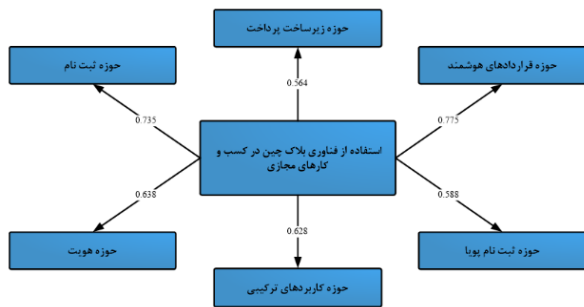 حوزه زیرساخت پرداخت
حوزه قراردادهای هوشمند
حوزه ثبت نام
0.564
0.775
0.735
استفاده از فناوری بلاک چین در کسب و
کارهای مجازی
0.588
0.638
0.628
حوزه ثبت نام پویا
حوزه هویت
حوزه کاربردهای ترکیبی